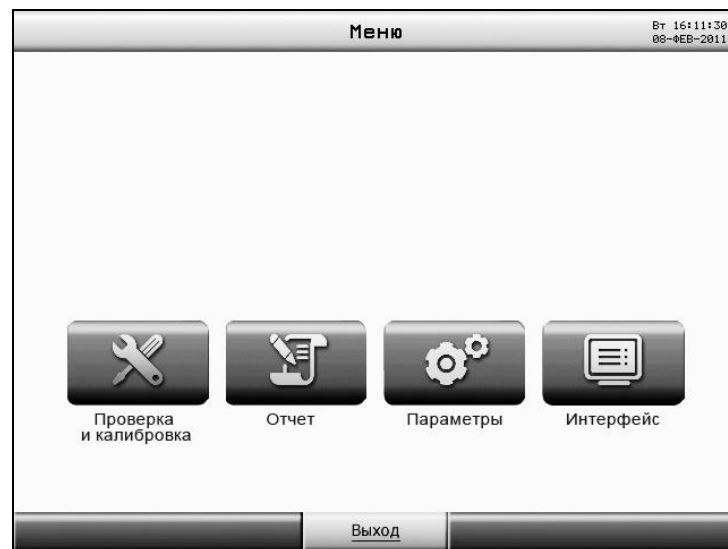 Меню
Вт 16:11:30
08-ФЕВ-2011
Проверка
и калибровка
Отчет
Параметры
Интерфейс
Выход